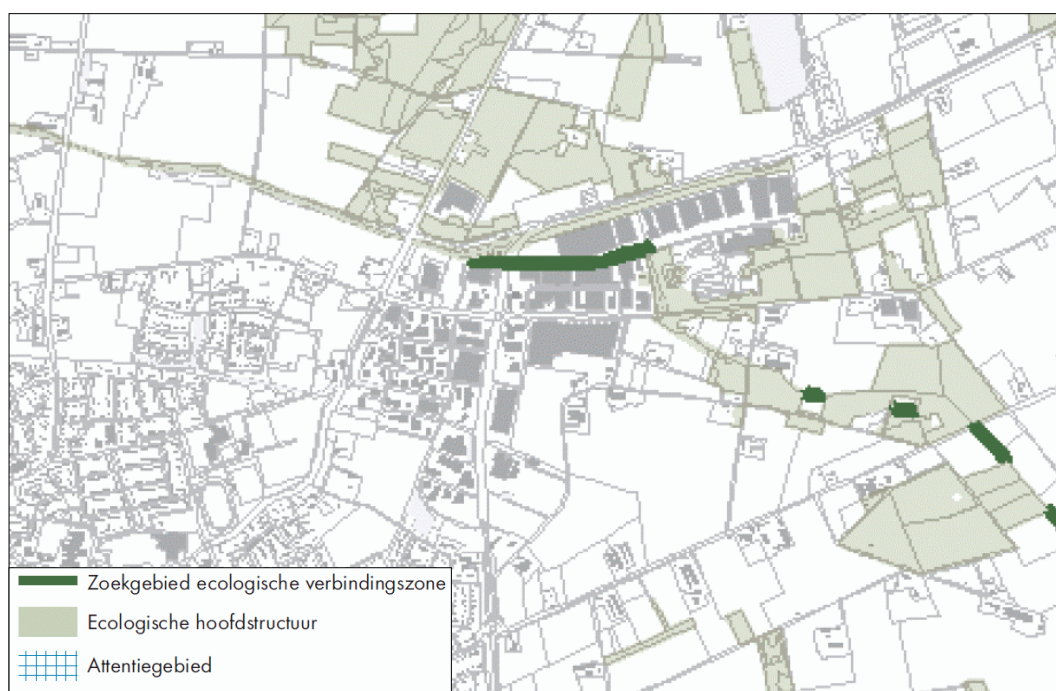 Zoekgebied ecologische verbindingszone
Ecologische hoofdstructuur
Attentiegebied